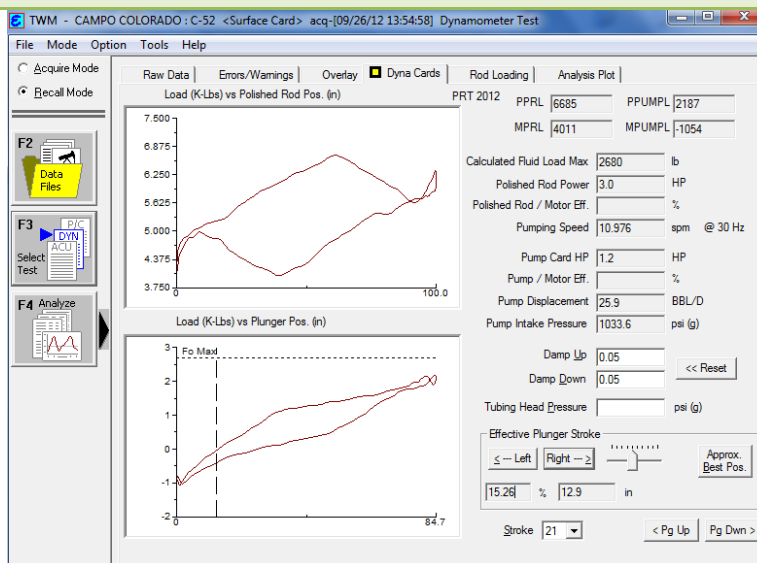 TWM - CAMPO COLORADO : C-52 <Surface Card> acq-[09/26/12 13:54:58] Dynamometer Test
File Mode Option Tools Help
Acquire Mode
Recall Mode
F2
Data
Files
F3
P/C
DYN
ACU
Select
Test
F4 Analyze
Raw Data Errors/Warnings Overlay Dyna Cards Rod Loading Analysis Plot
Load (K-Lbs) vs Polished Rod Pos. (in)
7.500
6.875
6.250
5.625
5.000
4.375
3.750
0 100.0
Load (K-Lbs) vs Plunger Pos. (in)
3
Fo Max
2
1
0
-1
-2
0 84.7
PRT 2012
PPRL 6685 PPUMPL 2187
MPRL 4011 MPUMPL -1054
Calculated Fluid Load Max 2680 lb
Polished Rod Power 3.0 HP
Polished Rod / Motor Eff. %
Pumping Speed 10.976 spm @ 30 Hz
Pump Card HP 1.2 HP
Pump / Motor Eff. %
Pump Displacement 25.9 BBL/D
Pump Intake Pressure 1033.6 psi (g)
Damp Up 0.05
Damp Down 0.05
<< Reset
Tubing Head Pressure psi (g)
Effective Plunger Stroke
< --- Left Right --- >
Approx.
Best Pos.
15.26 % 12.9 in
Stroke 21 < Pg Up Pg Dwn >